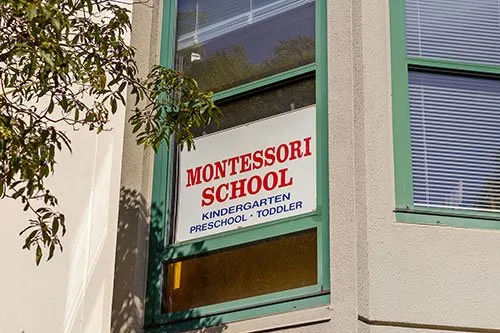 MONTESSORI
SCHOOL
KINDERGARTEN
PRESCHOOL · TODDLER